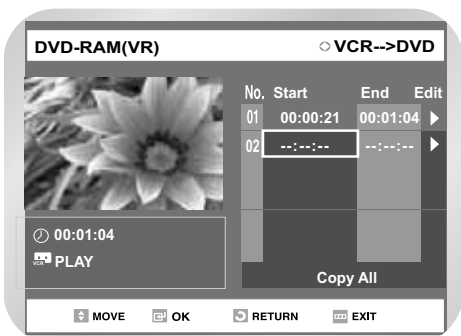 DVD-RAM(VR) VCR-->DVD
No. Start End Edit
01 00:00:21 00:01:04
02 --:--:-- --:--:--
00:01:04
VCR PLAY
Copy All
MOVE OK RETURN EXIT